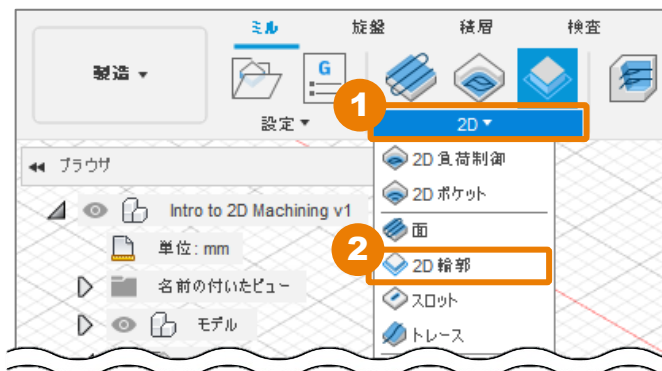 ミル 旋盤 積層 検査
製造 ▼
G
設定 ▼
1
2D ▼
ブラウザ
2D 負荷制御
2D ポケット
Intro to 2D Machining v1
面
単位: mm
2
2D 輪郭
名前の付いたビュー
スロット
モデル
トレース